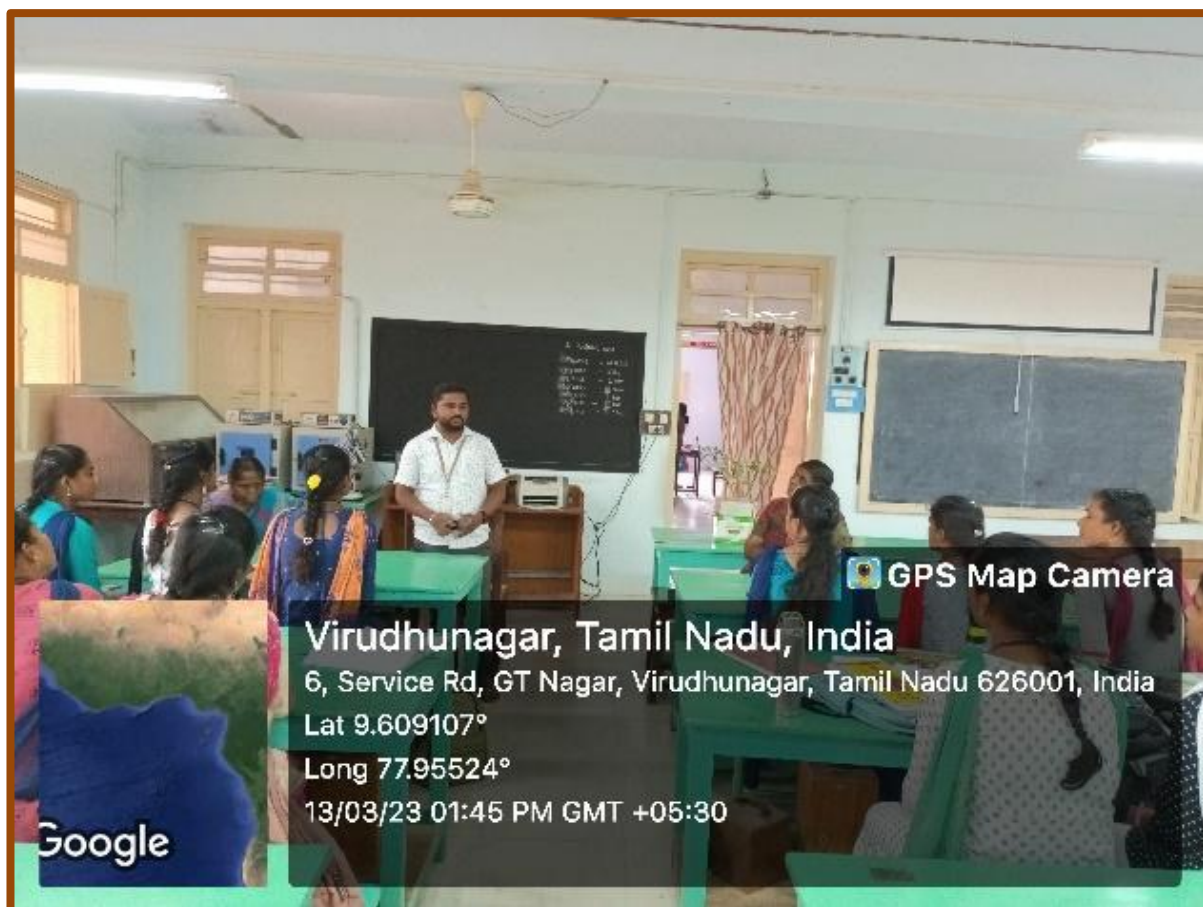 GPS Map Camera
Virudhunagar, Tamil Nadu, India
6, Service Rd, GT Nagar, Virudhunagar, Tamil Nadu 626001, India
Lat 9.609107°
Long 77.95524°
13/03/23 01:45 PM GMT +05:30
Google